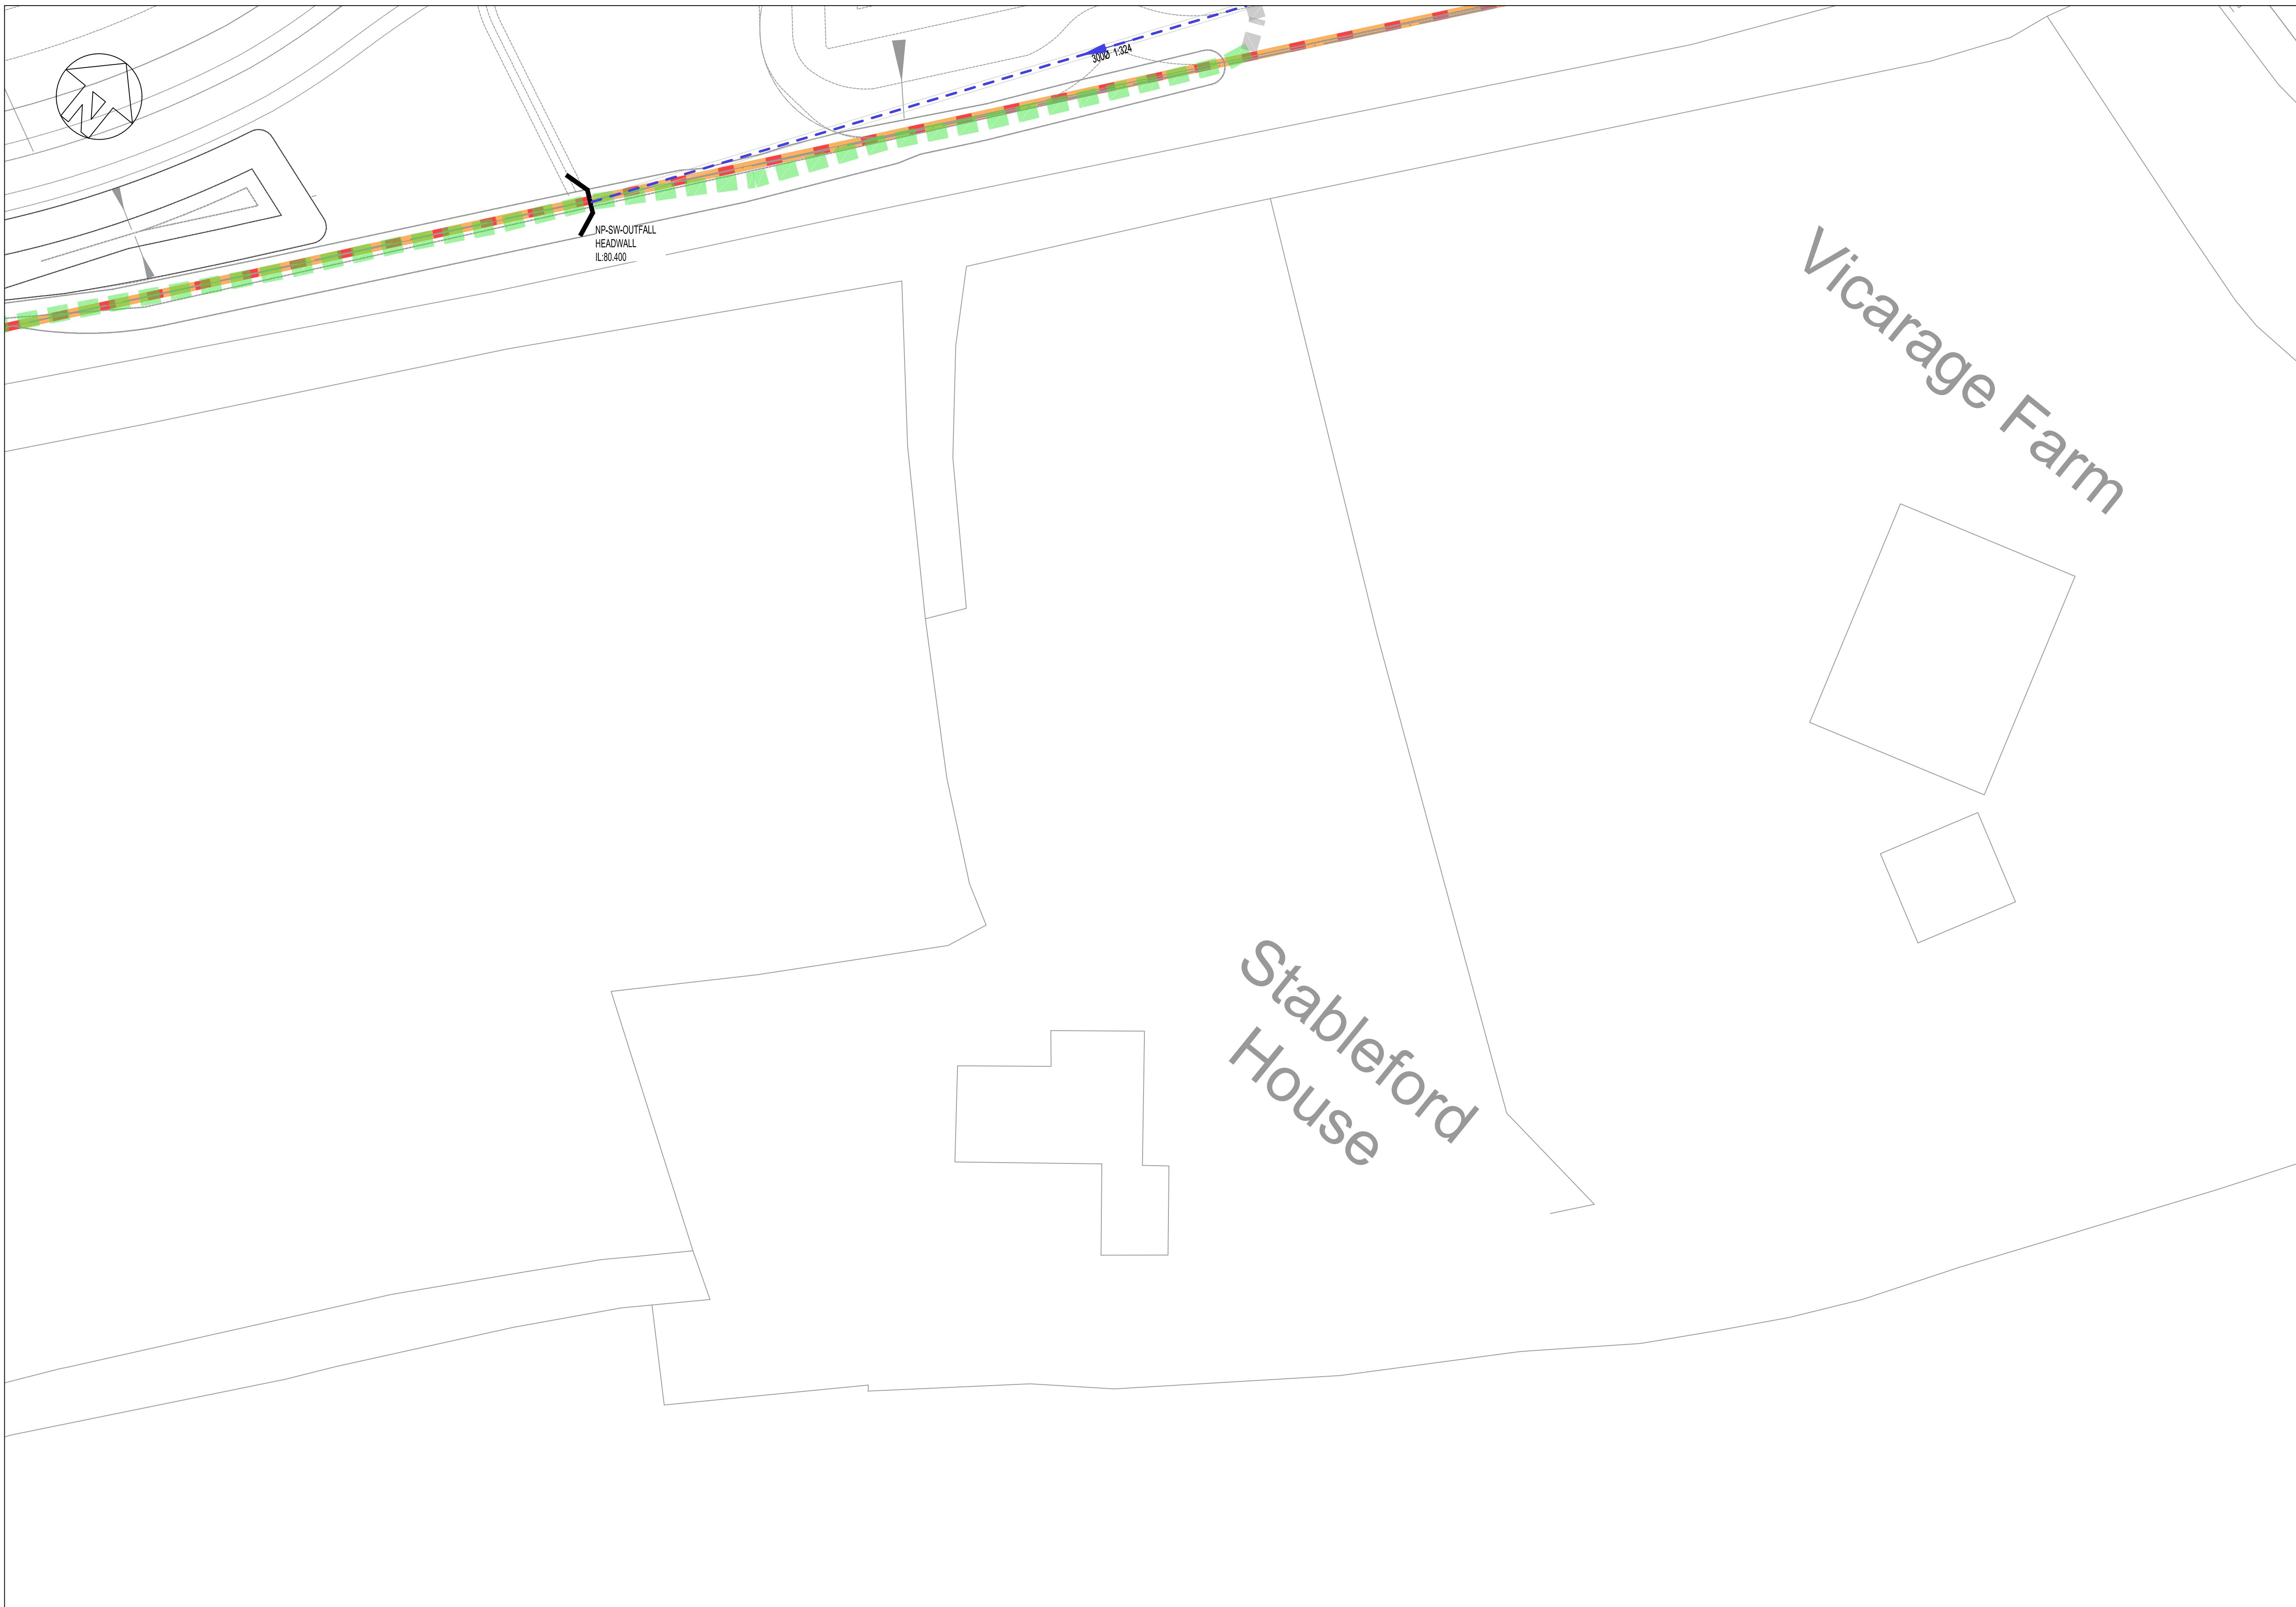 300Ø 1:324
NP-SW-OUTFALL
HEADWALL
IL:80.400
Vicarage Farm
Stableford
House